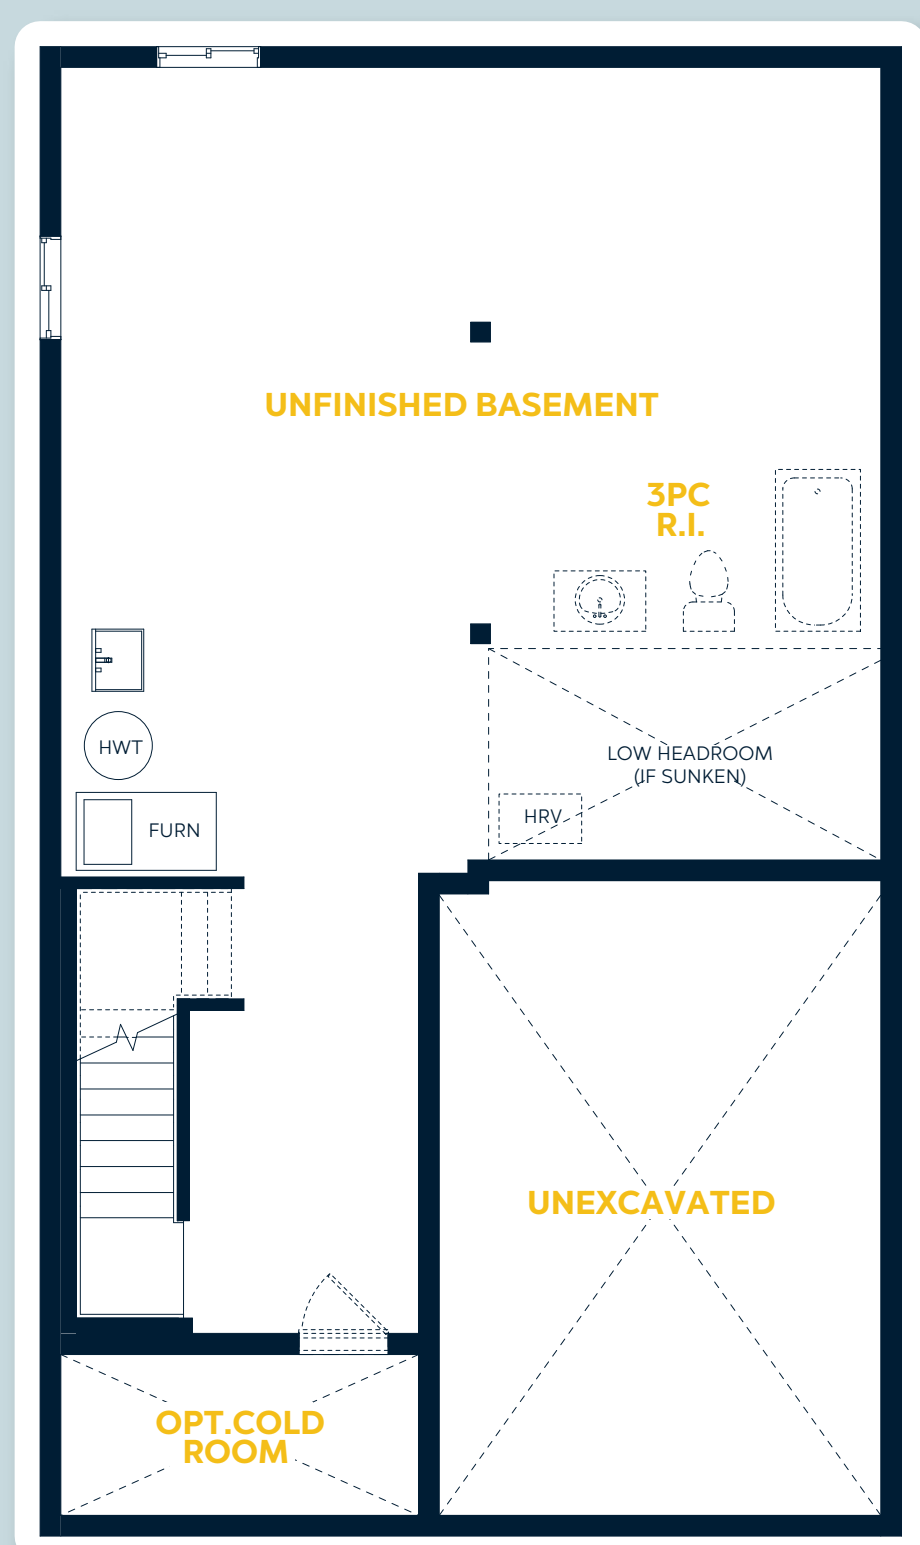 UNFINISHED BASEMENT
3PC
R.I.
HWT
LOW HEADROOM
(IF SUNKEN)
HRV
FURN
UNEXCAVATED
OPT.COLD
ROOM